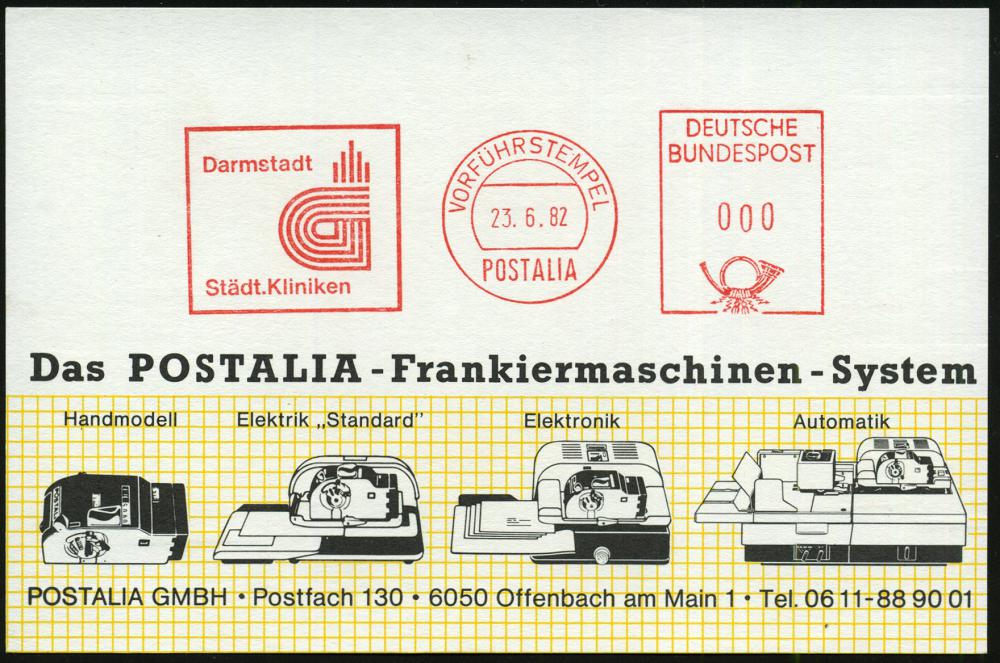 Darmstadt
Städt.Kliniken
VORFÜHRSTEMPEL
23. 6. 82
POSTALIA
DEUTSCHE
BUNDESPOST
000
Das POSTALIA-Frankiermaschinen-System
Handmodell
Elektrik „Standard”
Elektronik
Automatik
POSTALIA GMBH • Postfach 130 • 6050 Offenbach am Main 1 • Tel. 06 11-88 90 01